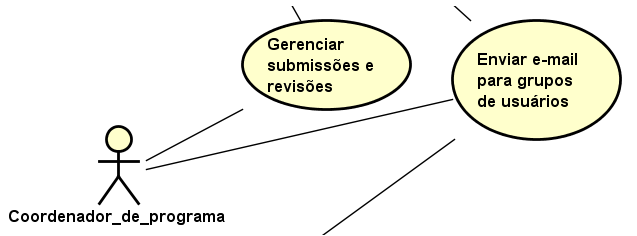 Gerenciar
submissões e
revisões
Enviar e-mail
para grupos
de usuários
Coordenador_de_programa